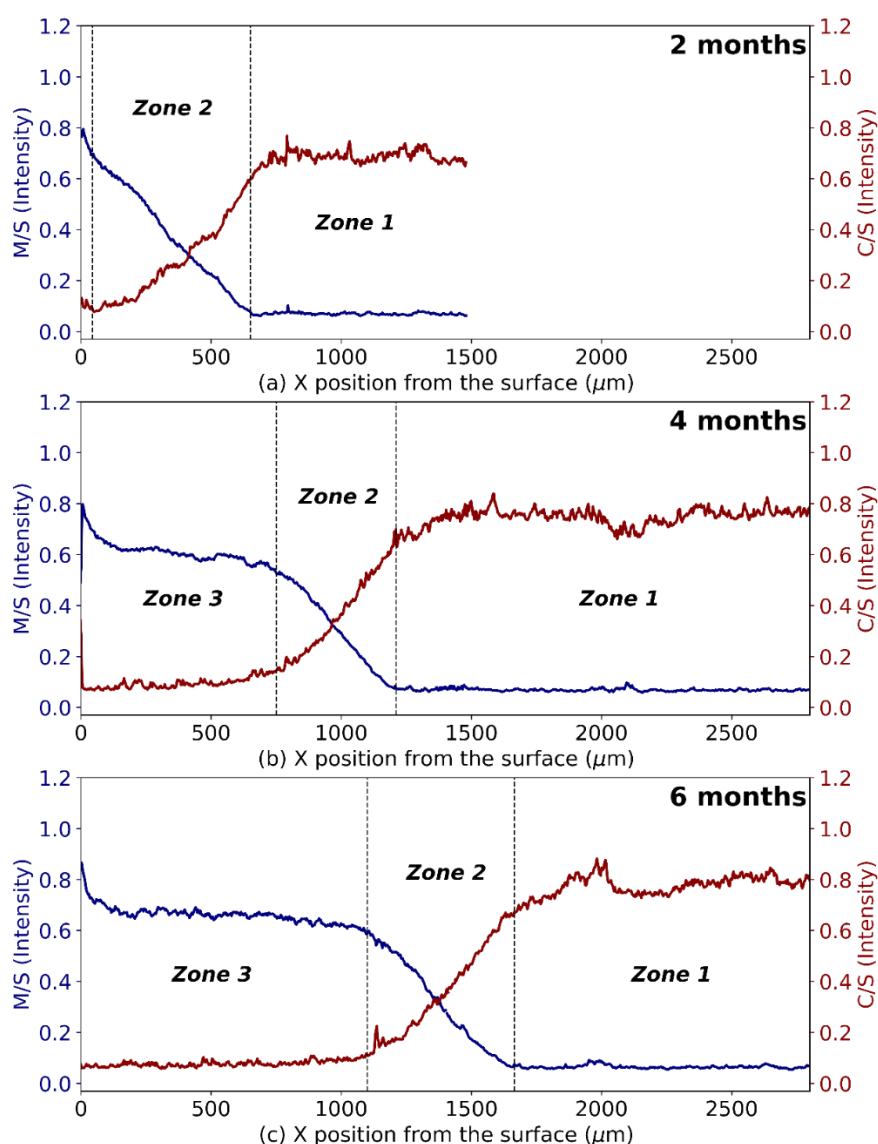 2 months
M/S (Intensity)
C/S (Intensity)
1.2
1.0
0.8
0.6
0.4
0.2
0.0
1.2
1.0
0.8
0.6
0.4
0.2
0.0
Zone 2
Zone 1
0 500 1000 1500 2000 2500
(a) X position from the surface (μm)
4 months
M/S (Intensity)
C/S (Intensity)
1.2
1.0
0.8
0.6
0.4
0.2
0.0
1.2
1.0
0.8
0.6
0.4
0.2
0.0
Zone 2
Zone 3
Zone 1
0 500 1000 1500 2000 2500
(b) X position from the surface (μm)
6 months
M/S (Intensity)
C/S (Intensity)
1.2
1.0
0.8
0.6
0.4
0.2
0.0
1.2
1.0
0.8
0.6
0.4
0.2
0.0
Zone 2
Zone 3
Zone 1
0 500 1000 1500 2000 2500
(c) X position from the surface (μm)